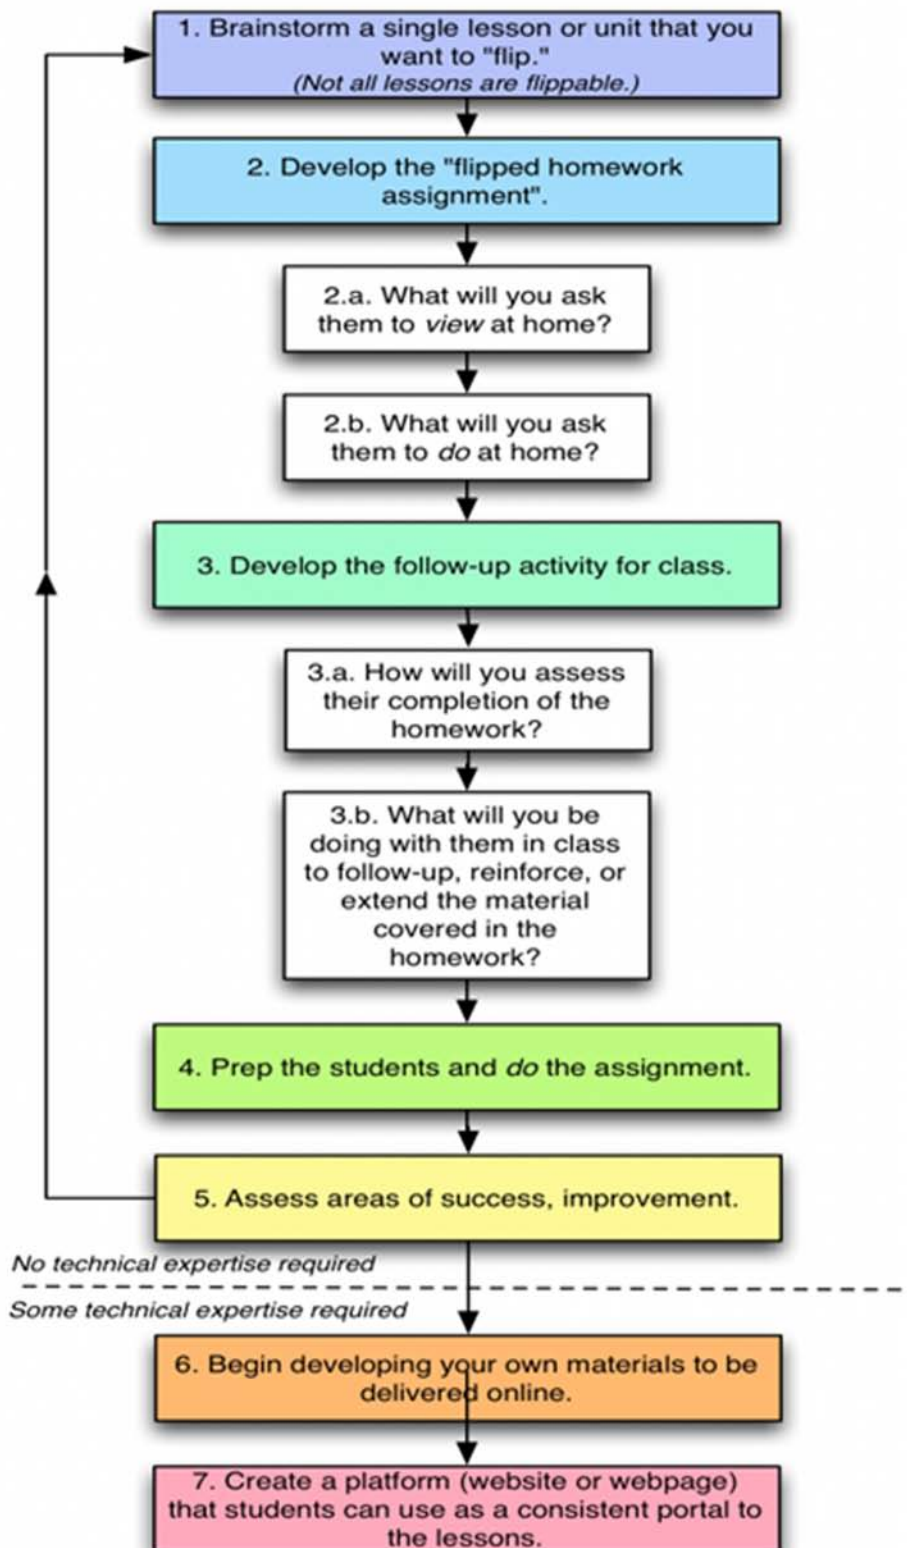 1. Brainstorm a single lesson or unit that you
want to "flip."
(Not all lessons are flippable.)
2. Develop the "flipped homework
assignment".
2.a. What will you ask
them to view at home?
2.b. What will you ask
them to do at home?
3. Develop the follow-up activity for class.
3.a. How will you assess
their completion of the
homework?
3.b. What will you be
doing with them in class
to follow-up, reinforce, or
extend the material
covered in the
homework?
4. Prep the students and do the assignment.
5. Assess areas of success, improvement.
No technical expertise required
Some technical expertise required
6. Begin developing your own materials to be
delivered online.
7. Create a platform (website or webpage)
that students can use as a consistent portal to
the lessons.